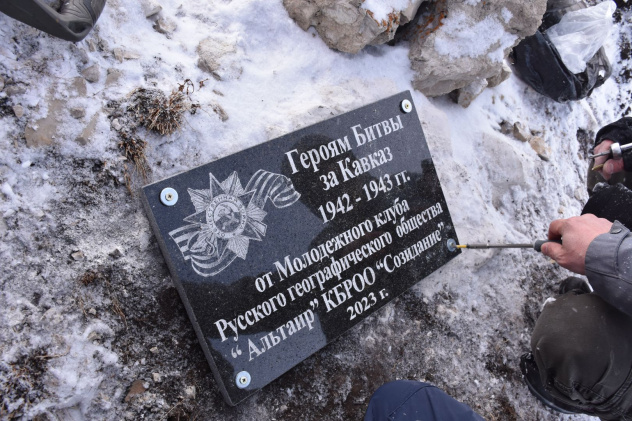 Героям Битвы
за Кавказ
1942 - 1943 гг.
от Молодежного клуба
Русского географического общества
“ Альтаир” КБРОО “Созидание”
2023 г.